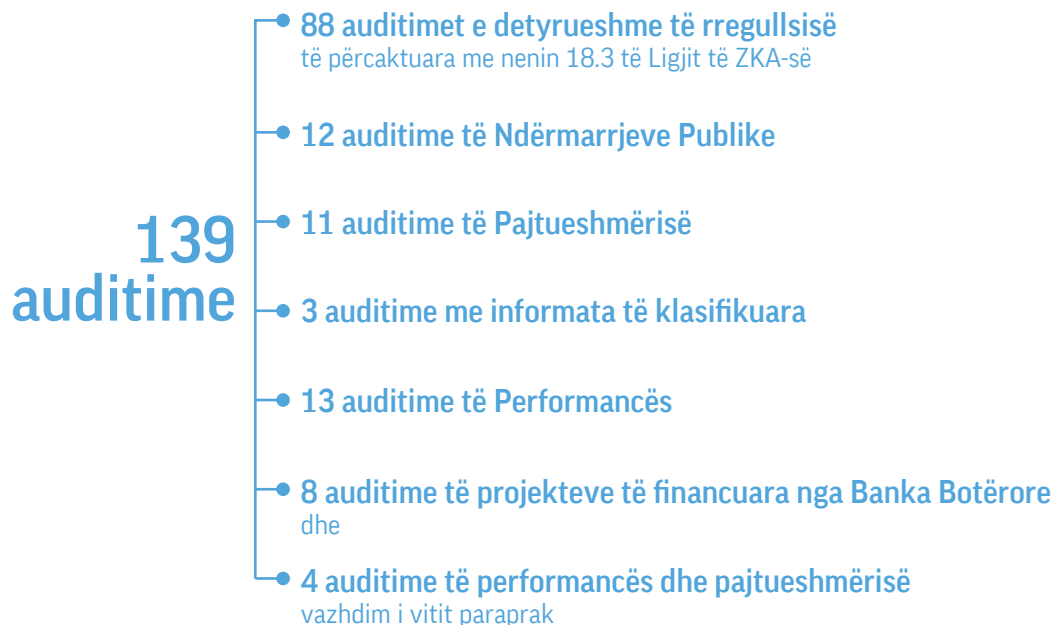 139
auditime
88 auditimet e detyrueshme të rregullsisë
të përcaktuara me nenin 18.3 të Ligjit të ZKA-së
12 auditime të Ndërmarrjeve Publike
11 auditime të Pajtueshmërisë
3 auditime me informata të klasifikuara
13 auditime të Performancës
8 auditime të projekteve të financuara nga Banka Botërore
dhe
4 auditime të performancës dhe pajtueshmërisë
vazhdim i vitit paraprak